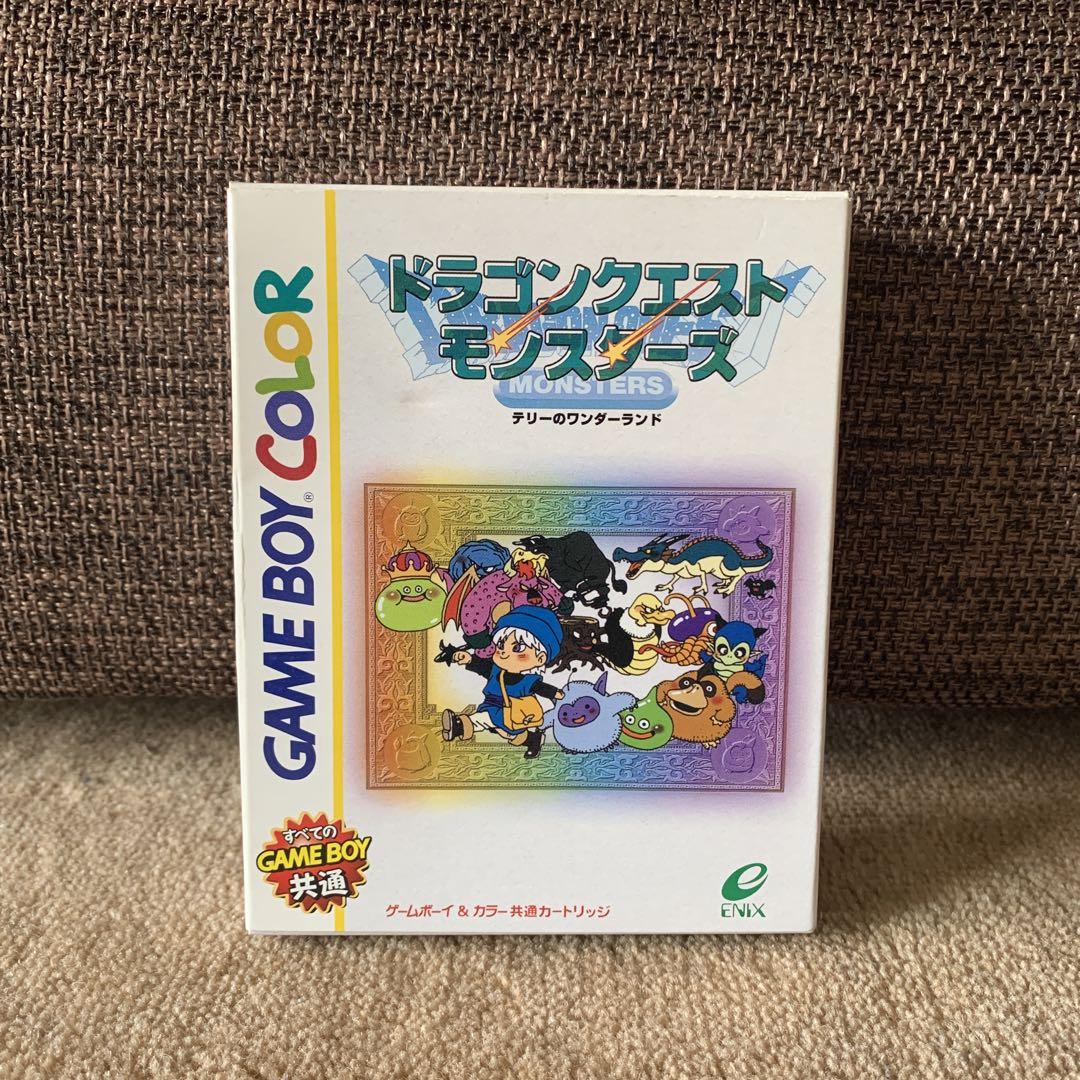 GAME BOY® COLOR
ドラゴンクエスト
モンスターズ
MONSTERS
テリーのワンダーランド
すべての
GAME BOY
共通
ゲームボーイ & カラー共通カートリッジ
ENIX